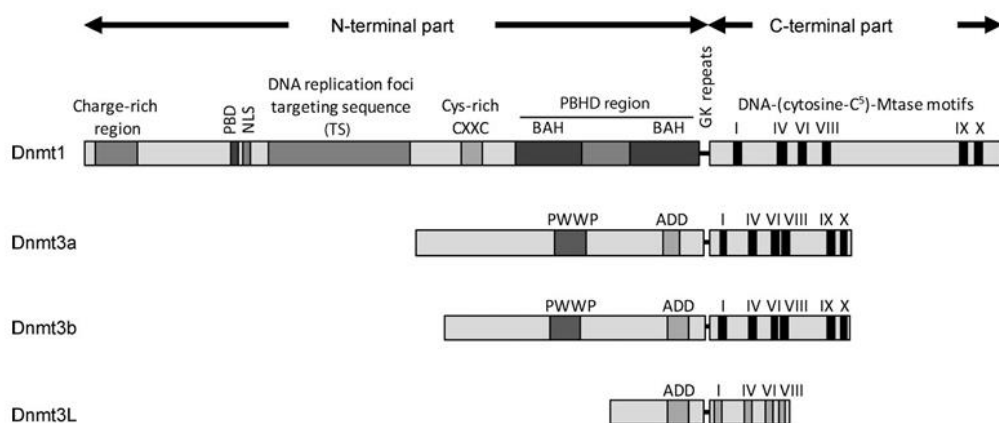 N-terminal part C-terminal part
Charge-rich region
PBD
NLS
DNA replication foci targeting sequence (TS)
Cys-rich CXXC
PBHD region
BAH BAH
GK repeats
DNA-(cytosine-C⁵)-Mtase motifs
I IV VI VIII IX X
Dnmt1
PWWP ADD I IV VI VIII IX X
Dnmt3a
PWWP ADD I IV VI VIII IX X
Dnmt3b
ADD I IV VI VIII
Dnmt3L